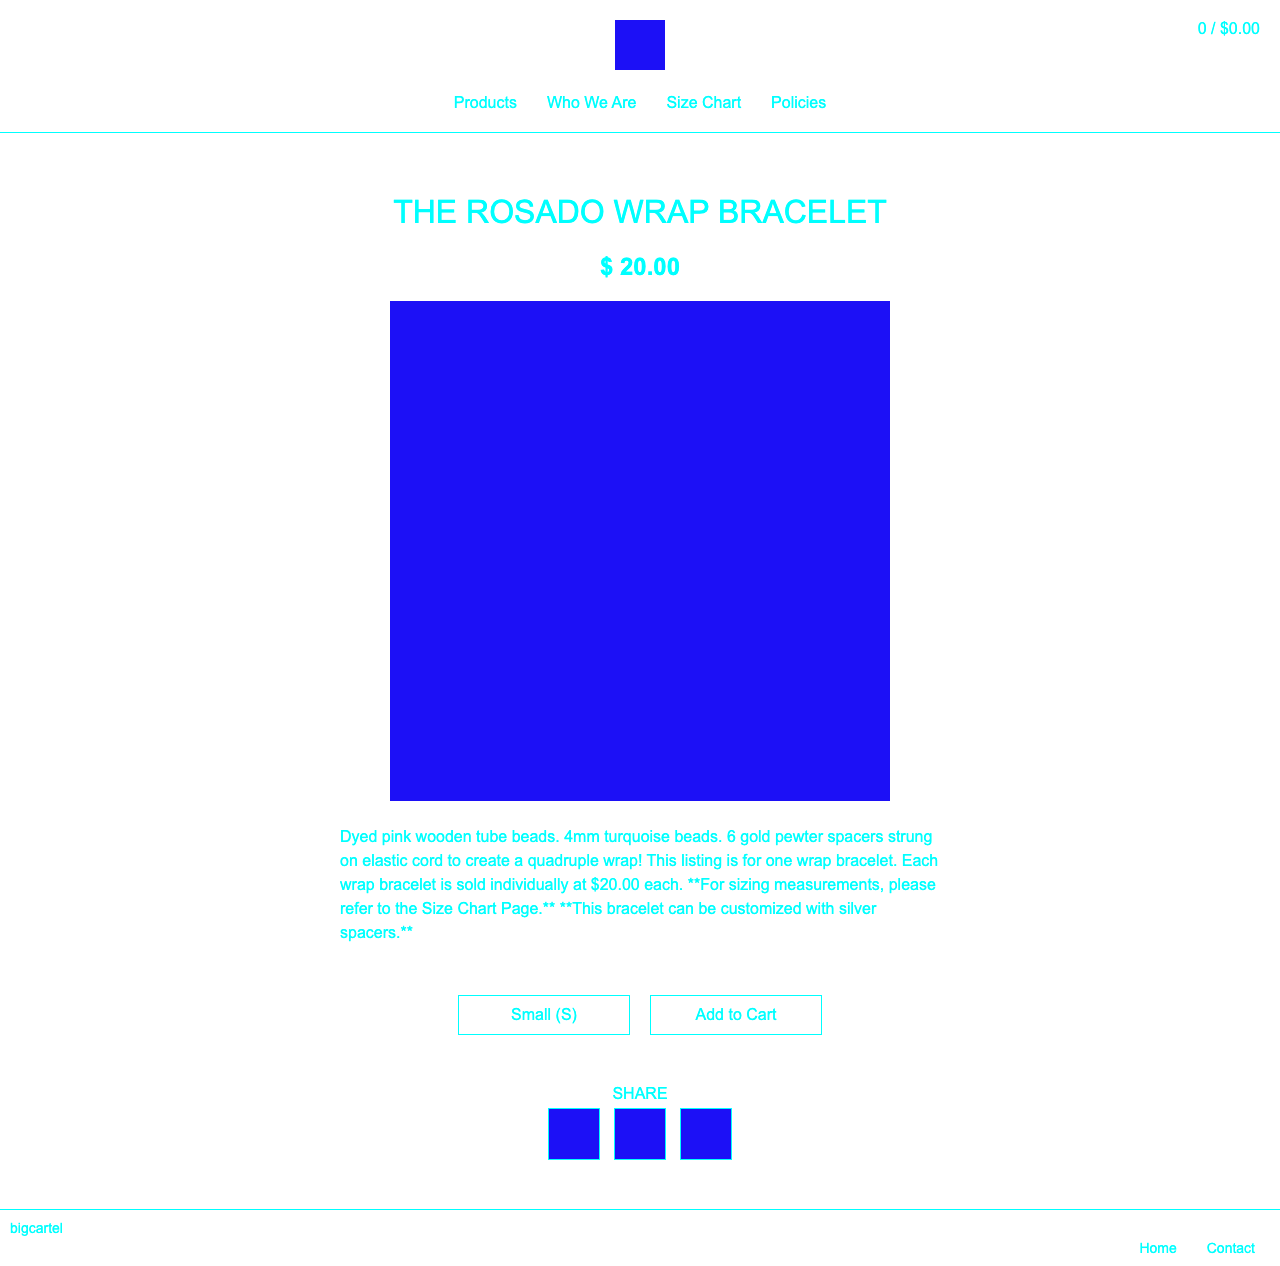 0 / $0.00
Products Who We Are Size Chart Policies
THE ROSADO WRAP BRACELET
$ 20.00
Dyed pink wooden tube beads. 4mm turquoise beads. 6 gold pewter spacers strung
on elastic cord to create a quadruple wrap! This listing is for one wrap bracelet. Each
wrap bracelet is sold individually at $20.00 each. **For sizing measurements, please
refer to the Size Chart Page.** **This bracelet can be customized with silver
spacers.**
Small (S) Add to Cart
SHARE
bigcartel
Home Contact